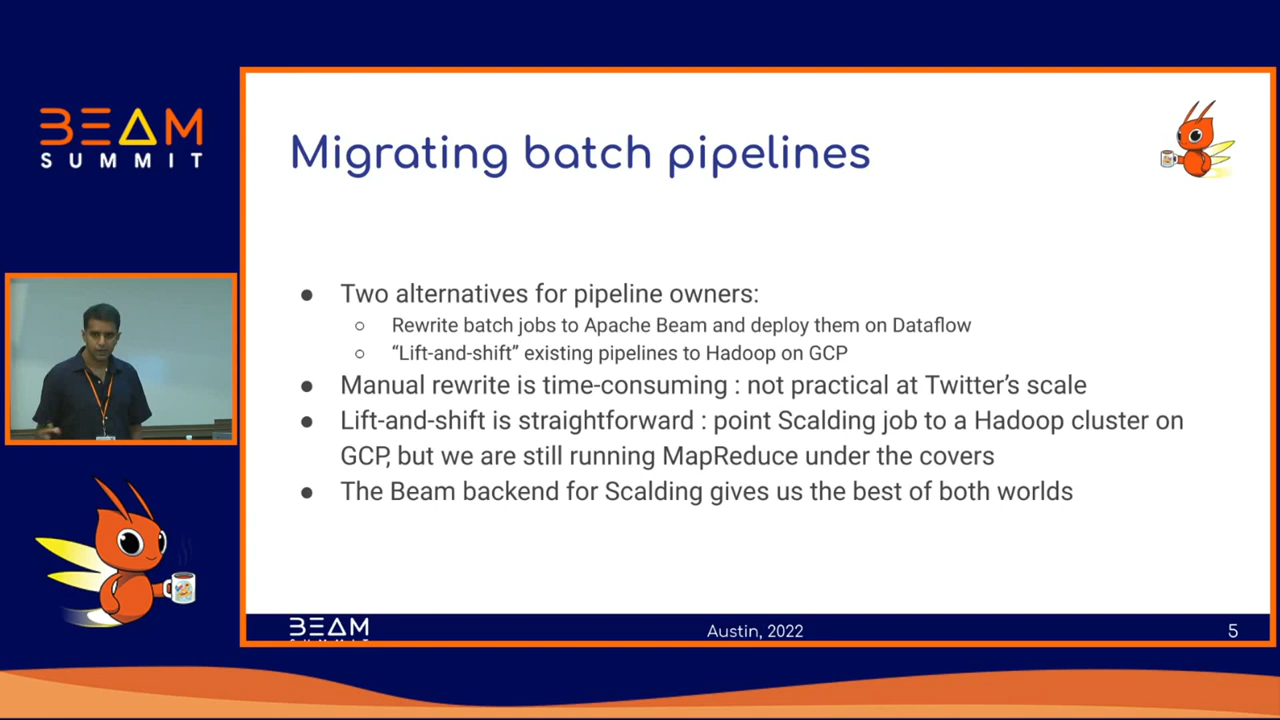 BEAM
SUMMIT
Migrating batch pipelines
● Two alternatives for pipeline owners:
○ Rewrite batch jobs to Apache Beam and deploy them on Dataflow
○ “Lift-and-shift” existing pipelines to Hadoop on GCP
● Manual rewrite is time-consuming : not practical at Twitter’s scale
● Lift-and-shift is straightforward : point Scalding job to a Hadoop cluster on
GCP, but we are still running MapReduce under the covers
● The Beam backend for Scalding gives us the best of both worlds
BEAM
Austin, 2022
5